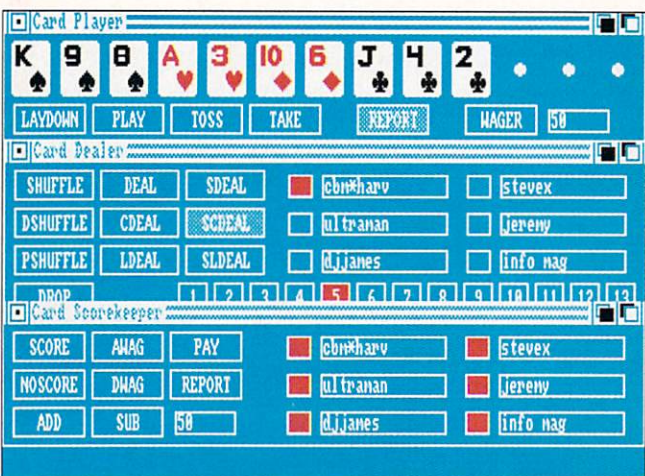 Card Player
K 9 8 A 3 10 6 J 4 2
LAYDOWN PLAY TOSS TAKE REPORT WAGER 50
Card Dealer
SHUFFLE DEAL SDEAL cbm*harv stevex
DSHUFFLE CDEAL SCDEAL ultraman jeremy
PSHUFFLE LDEAL SLDEAL djjames info mag
DROP 1 2 3 4 5 6 7 8 9 10 11 12 13
Card Scorekeeper
SCORE AWAG PAY cbm*harv stevex
NOSCORE DWAG REPORT ultraman jeremy
ADD SUB 50 djjames info mag